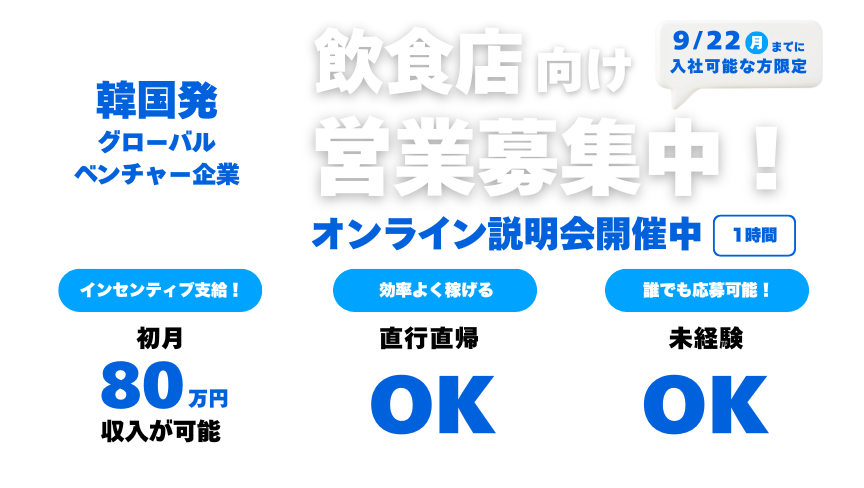 韓国発
グローバル
ベンチャー企業
飲食店向け
営業募集中！
9/22月までに
入社可能な方限定
オンライン説明会開催中
1時間
インセンティブ支給！
初月
80万円
収入が可能
効率よく稼げる
直行直帰
OK
誰でも応募可能！
未経験
OK